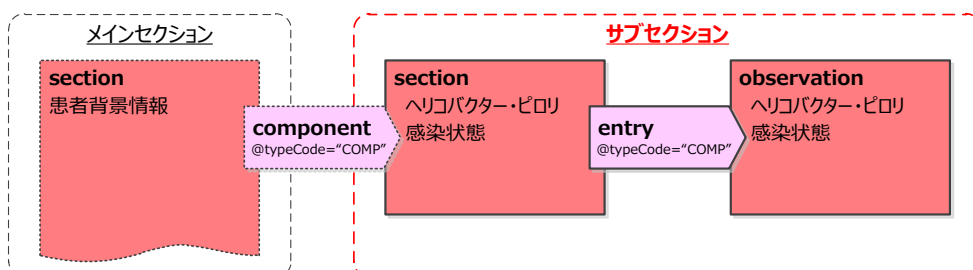 メインセクション
サブセクション
section
患者背景情報
component
@typeCode=“COMP”
section
ヘリコバクター・ピロリ
感染状態
entry
@typeCode=“COMP”
observation
ヘリコバクター・ピロリ
感染状態